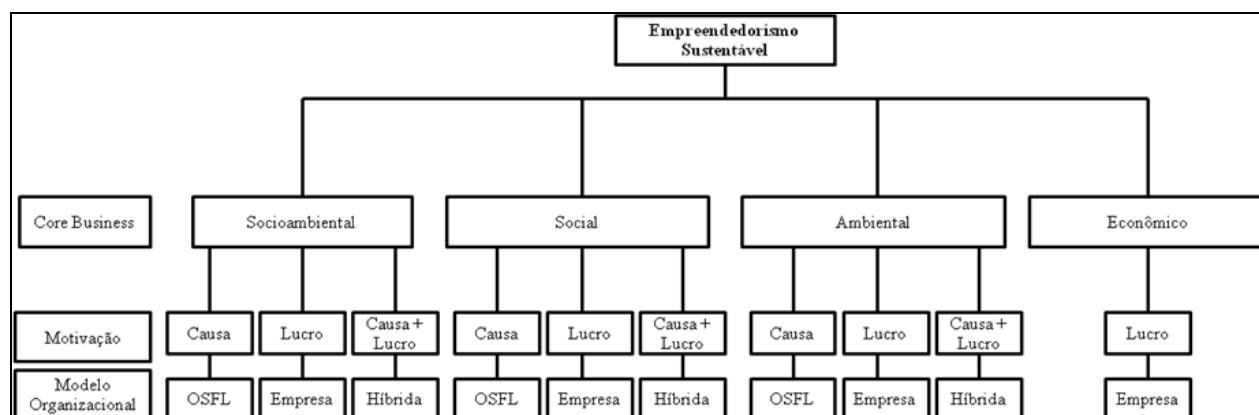 Empreendedorismo
Sustentável
Core Business
Socioambiental
Social
Ambiental
Econômico
Motivação
Causa
Lucro
Causa +
Lucro
Causa
Lucro
Causa +
Lucro
Causa
Lucro
Causa +
Lucro
Lucro
Modelo
Organizacional
OSFL
Empresa
Híbrida
OSFL
Empresa
Híbrida
OSFL
Empresa
Híbrida
Empresa